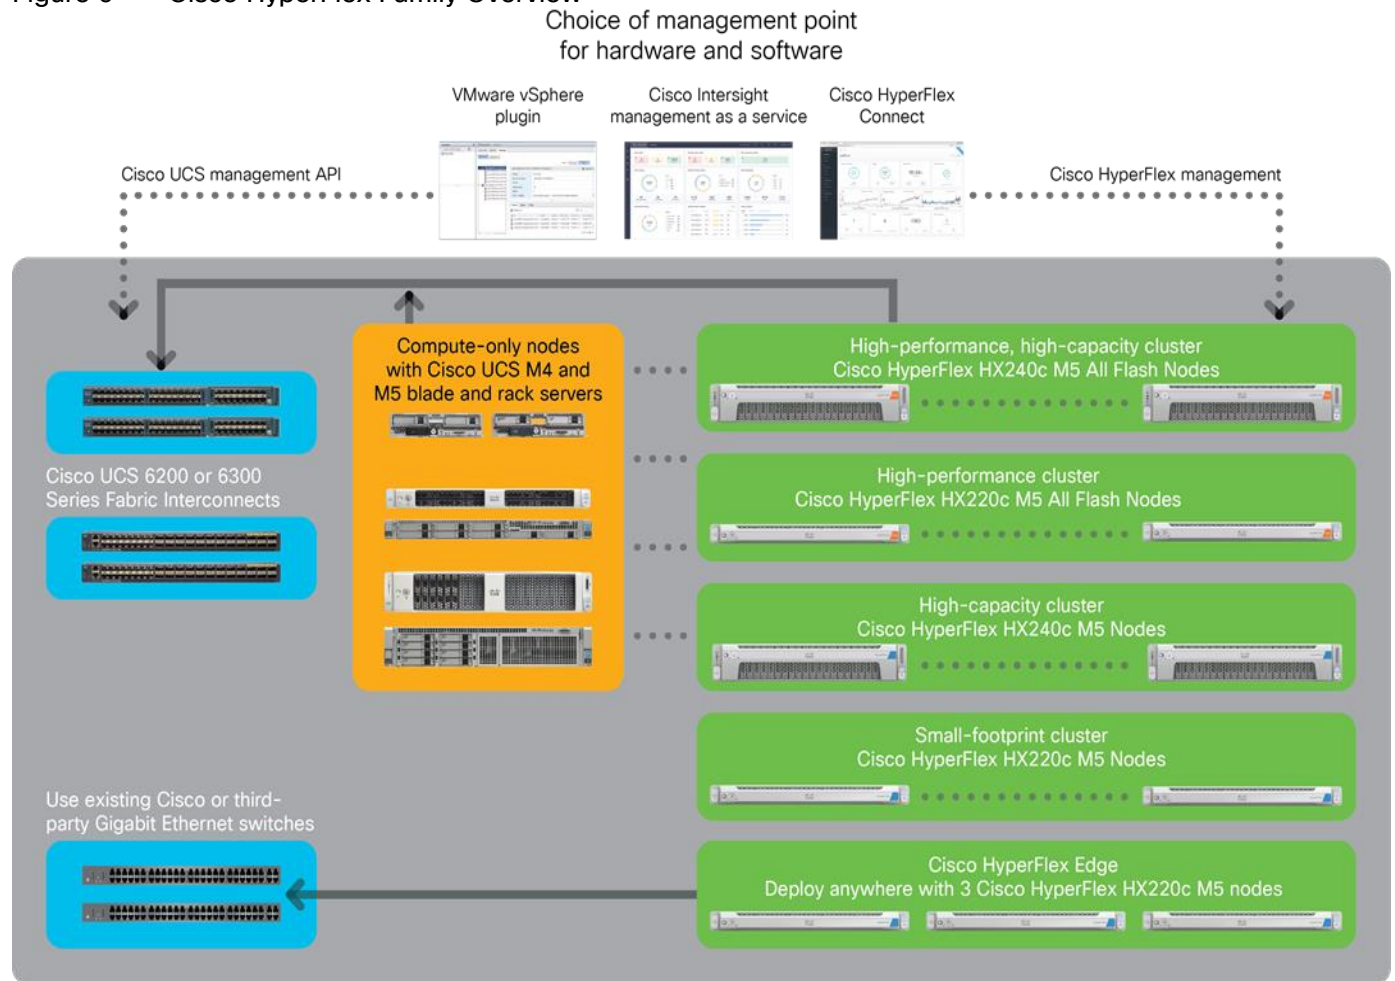 Cisco HyperFlex Family Overview
Choice of management point
for hardware and software
VMware vSphere
plugin
Cisco Intersight
management as a service
Cisco HyperFlex
Connect
Cisco UCS management API
Cisco HyperFlex management
Compute-only nodes
with Cisco UCS M4 and
M5 blade and rack servers
High-performance, high-capacity cluster
Cisco HyperFlex HX240c M5 All Flash Nodes
Cisco UCS 6200 or 6300
Series Fabric Interconnects
High-performance cluster
Cisco HyperFlex HX220c M5 All Flash Nodes
High-capacity cluster
Cisco HyperFlex HX240c M5 Nodes
Small-footprint cluster
Cisco HyperFlex HX220c M5 Nodes
Use existing Cisco or third-
party Gigabit Ethernet switches
Cisco HyperFlex Edge
Deploy anywhere with 3 Cisco HyperFlex HX220c M5 nodes